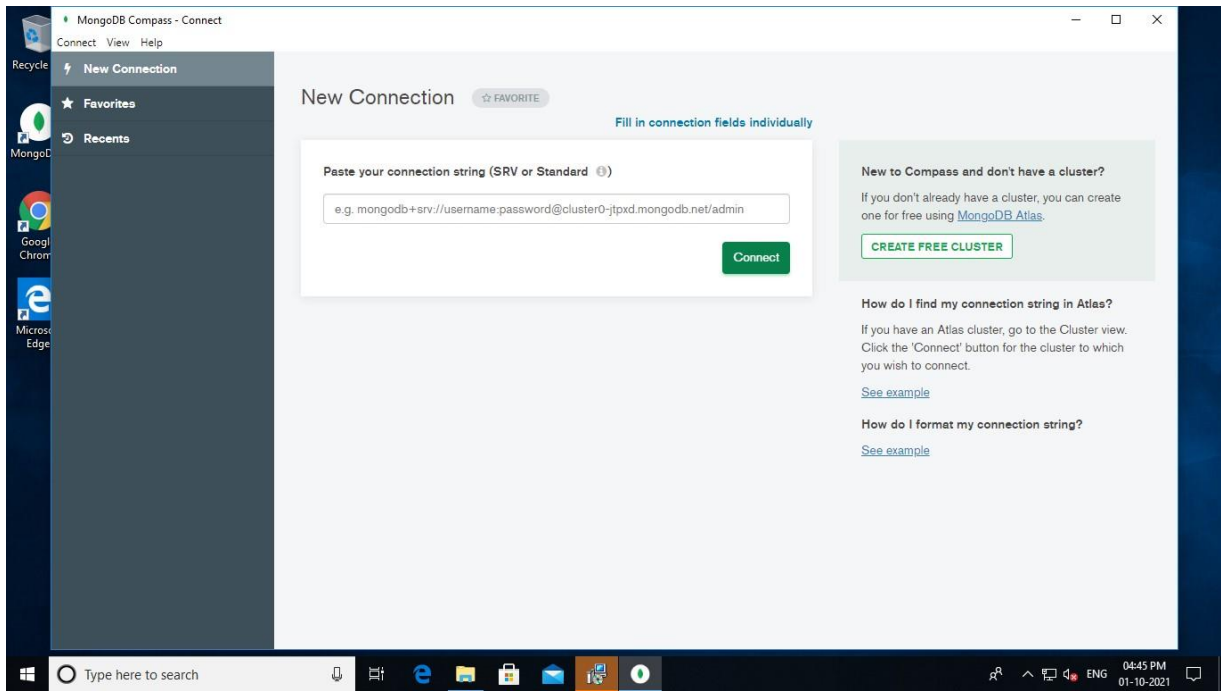 MongoDB Compass - Connect
Connect View Help
Recycle
MongoD
Googl
Chrom
Micros
Edge
New Connection
Favorites
Recents
New Connection
FAVORITE
Fill in connection fields individually
Paste your connection string (SRV or Standard )
e.g. mongodb+srv://username:password@cluster0-jtpxd.mongodb.net/admin
Connect
New to Compass and don't have a cluster?
If you don't already have a cluster, you can create
one for free using MongoDB Atlas.
CREATE FREE CLUSTER
How do I find my connection string in Atlas?
If you have an Atlas cluster, go to the Cluster view.
Click the 'Connect' button for the cluster to which
you wish to connect.
See example
How do I format my connection string?
See example
Type here to search
ENG
04:45 PM
01-10-2021